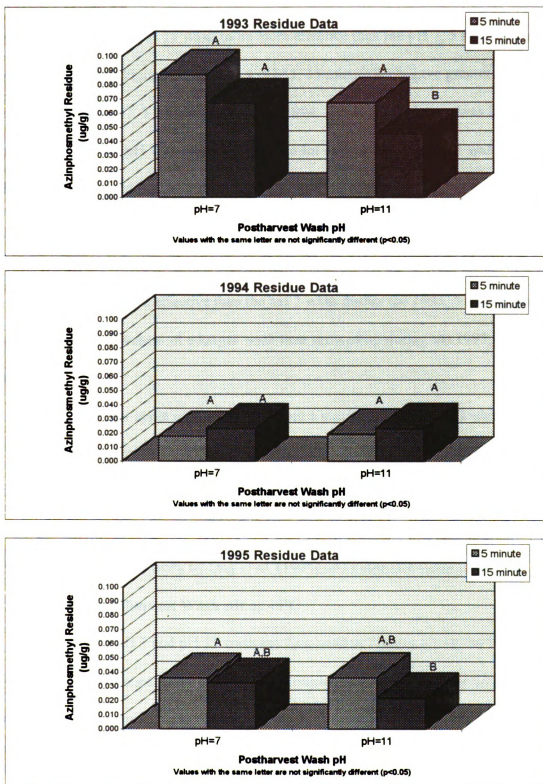 1993 Residue Data
5 minute
15 minute
Azinphosmethyl Residue
(ug/g)
0.100
0.090
0.080
0.070
0.060
0.050
0.040
0.030
0.020
0.010
0.000
A
A
A
B
pH=7
pH=11
Postharvest Wash pH
Values with the same letter are not significantly different (p<0.05)
1994 Residue Data
5 minute
15 minute
Azinphosmethyl Residue
(ug/g)
0.100
0.090
0.080
0.070
0.060
0.050
0.040
0.030
0.020
0.010
0.000
A
A
A
A
pH=7
pH=11
Postharvest Wash pH
Values with the same letter are not significantly different (p<0.05)
1995 Residue Data
5 minute
15 minute
Azinphosmethyl Residue
(ug/g)
0.100
0.090
0.080
0.070
0.060
0.050
0.040
0.030
0.020
0.010
0.000
A
A,B
A,B
B
pH=7
pH=11
Postharvest Wash pH
Values with the same letter are not significantly different (p<0.05)